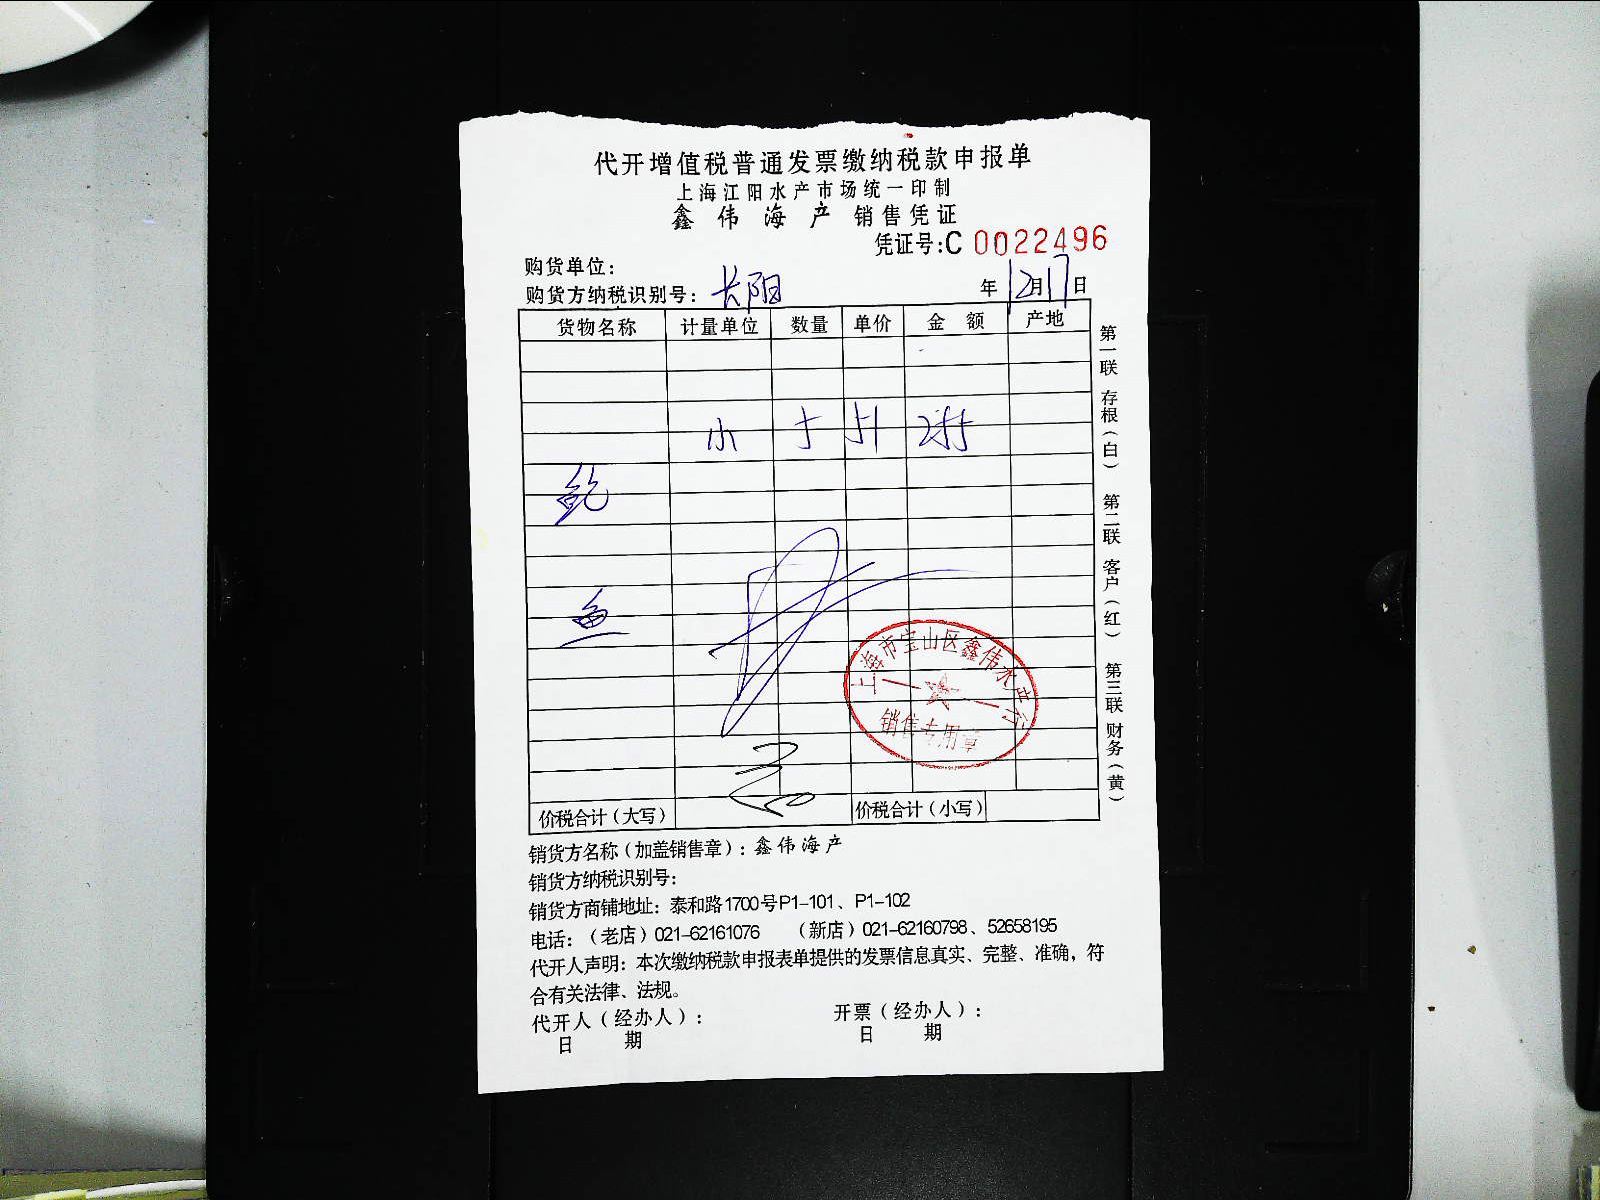 代开增值税普通发票缴纳税款申报单
上海江阳水产市场统一印制
鑫伟海产 销售凭证
凭证号:C 0022496
购货单位:
购货方纳税识别号: 长阳 年12月17日
货物名称 计量单位 数量 单价 金额 产地
小 5 51 255
鲍
鱼
价税合计(大写) 价税合计(小写)
上海市宝山区鑫伟水产行
销售专用章
第一联 存根(白) 第二联 客户(红) 第三联 财务(黄)
销货方名称(加盖销售章):鑫伟海产
销货方纳税识别号:
销货方商铺地址:泰和路1700号P1-101、P1-102
电话:(老店)021-62161076 (新店)021-62160798、52658195
代开人声明:本次缴纳税款申报表单提供的发票信息真实、完整、准确,符
合有关法律、法规。
代开人(经办人): 开票(经办人):
日 期 日 期